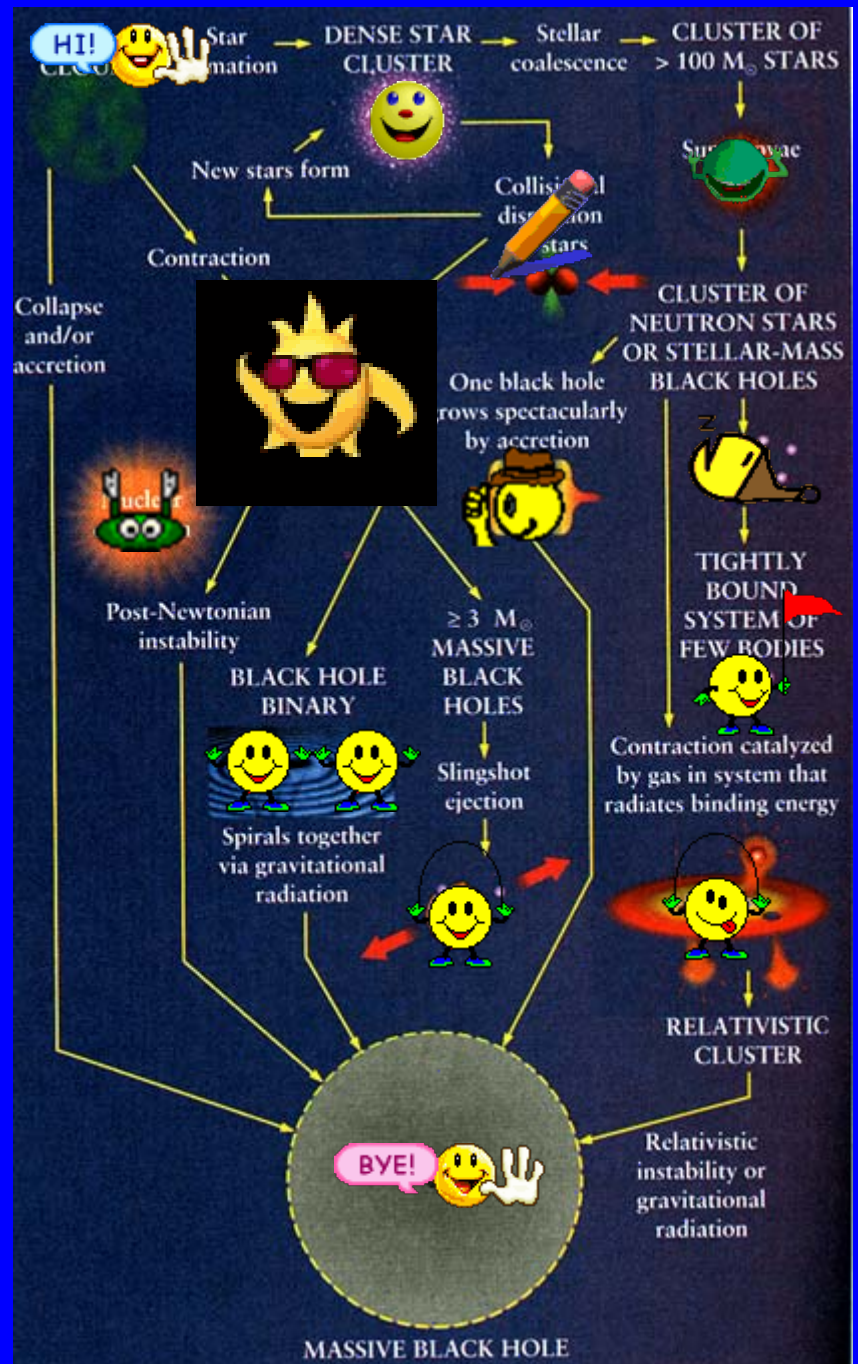 HI!
Star
DENSE STAR
CLUSTER
Stellar
coalescence
CLUSTER OF
> 100 M☉ STARS
New stars form
Contraction
stars
Collapse
and/or
accretion
CLUSTER OF
NEUTRON STARS
OR STELLAR-MASS
BLACK HOLES
One black hole
grows spectacularly
by accretion
Z
Post-Newtonian
instability
BLACK HOLE
BINARY
≥ 3 M☉
MASSIVE
BLACK
HOLES
TIGHTLY
BOUND
SYSTEM OF
FEW BODIES
Slingshot
ejection
Contraction catalyzed
by gas in system that
radiates binding energy
Spirals together
via gravitational
radiation
RELATIVISTIC
CLUSTER
Relativistic
instability or
gravitational
radiation
BYE!
MASSIVE BLACK HOLE